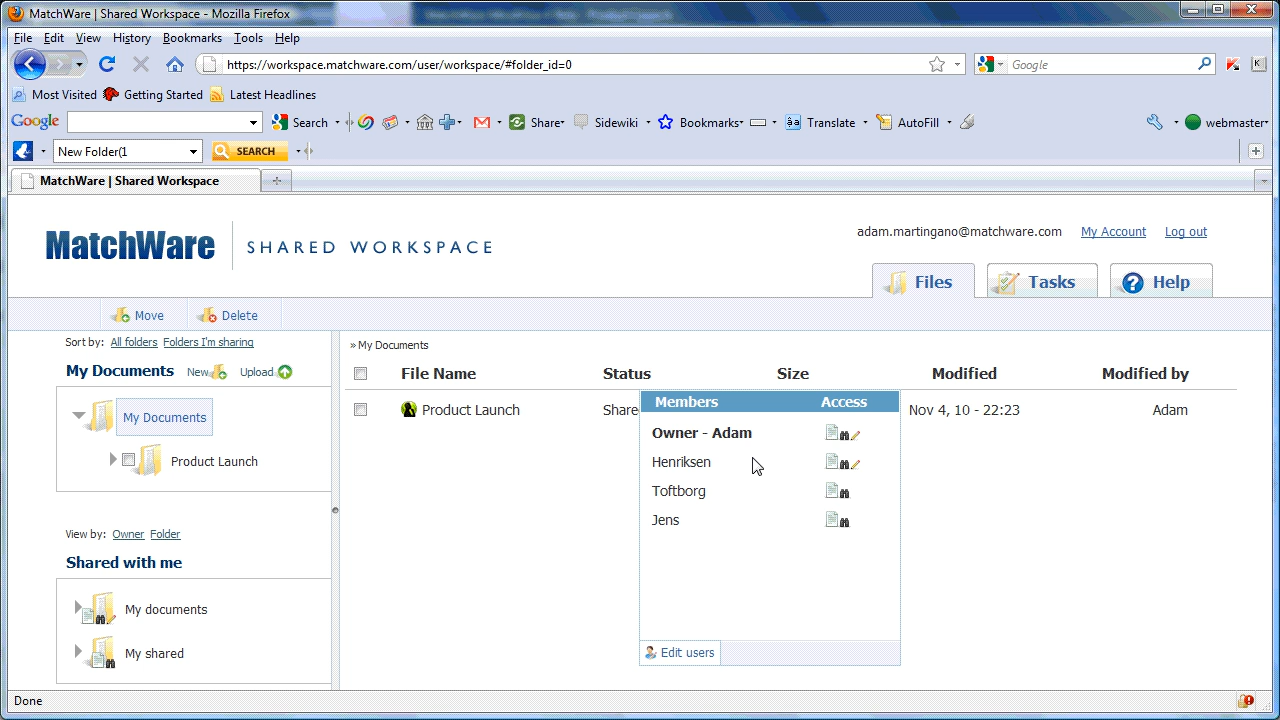 MatchWare | Shared Workspace - Mozilla Firefox
File Edit View History Bookmarks Tools Help
https://workspace.matchware.com/user/workspace/#folder_id=0
Google
Most Visited Getting Started Latest Headlines
Google Search Share Sidewiki Bookmarks Translate AutoFill webmaster
New Folder(1 SEARCH
MatchWare | Shared Workspace
MatchWare SHARED WORKSPACE
adam.martingano@matchware.com My Account Log out
Files Tasks Help
Move Delete
Sort by: All folders Folders I'm sharing
» My Documents
My Documents New Upload
File Name Status Size Modified Modified by
My Documents
Product Launch Share Nov 4, 10 - 22:23 Adam
Members Access
Owner - Adam
Henriksen
Toftborg
Jens
Edit users
Product Launch
View by: Owner Folder
Shared with me
My documents
My shared
Done